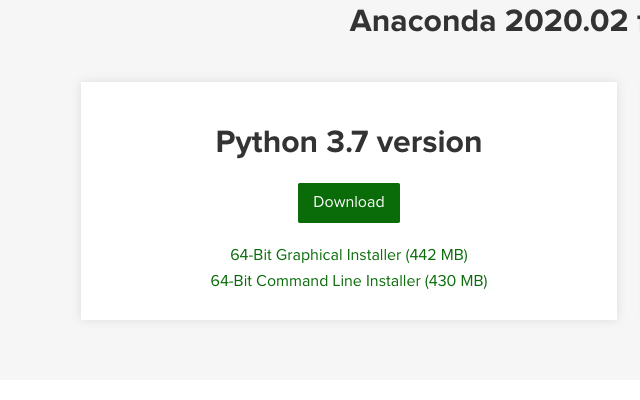 Anaconda 2020.02
Python 3.7 version
Download
64-Bit Graphical Installer (442 MB)
64-Bit Command Line Installer (430 MB)